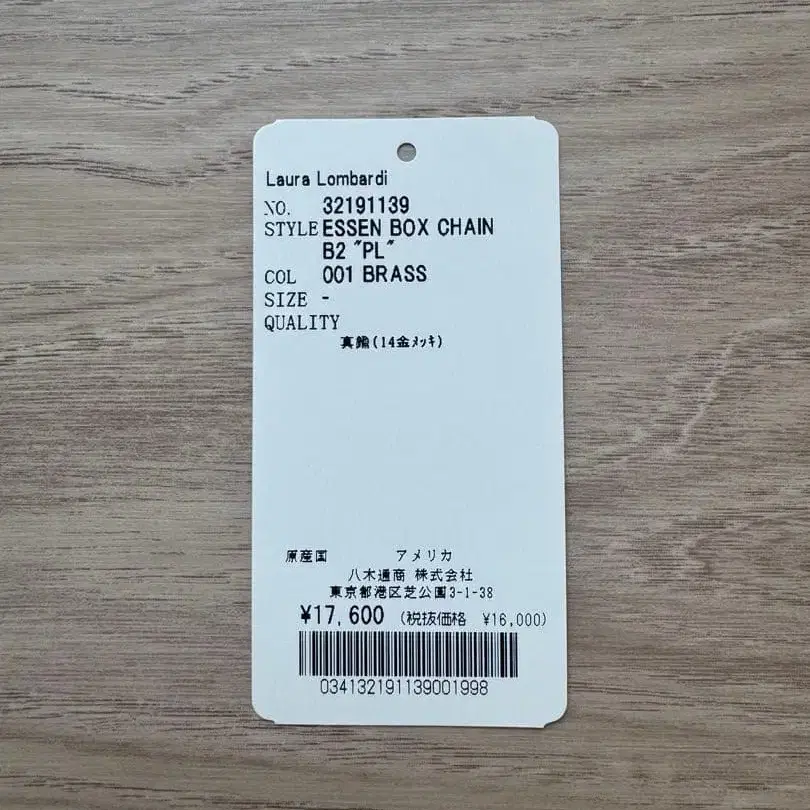 Laura Lombardi
NO. 32191139
STYLE ESSEN BOX CHAIN
B2 "PL"
COL 001 BRASS
SIZE -
QUALITY
真鍮(14金ﾒｯｷ)
原産国 アメリカ
八木通商 株式会社
東京都港区芝公園3-1-38
¥17,600 (税抜価格 ¥16,000)
034132191139001998